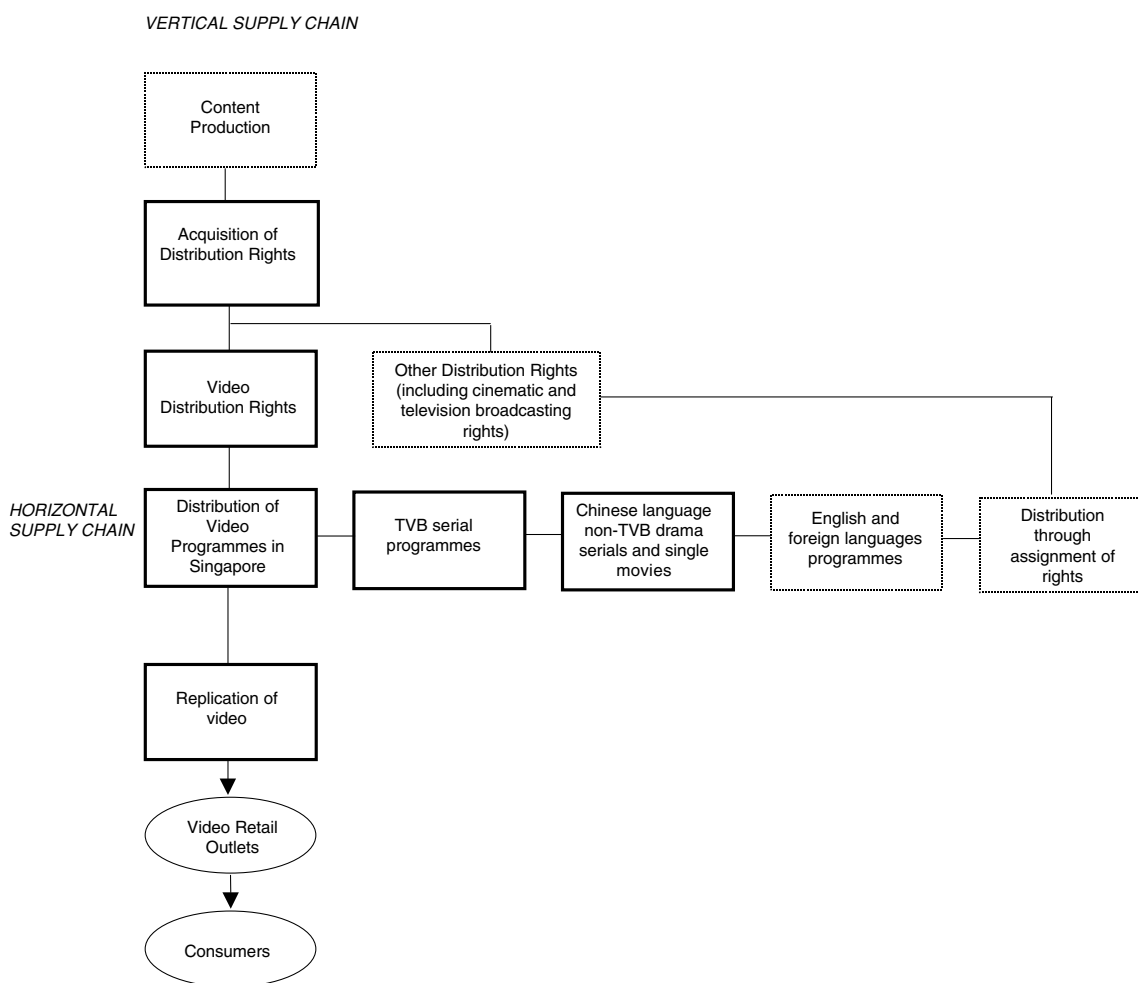 VERTICAL SUPPLY CHAIN
Content
Production
Acquisition of
Distribution Rights
Video
Distribution Rights
Other Distribution Rights
(including cinematic and
television broadcasting
rights)
HORIZONTAL
SUPPLY CHAIN
Distribution of
Video
Programmes in
Singapore
TVB serial
programmes
Chinese language
non-TVB drama
serials and single
movies
English and
foreign languages
programmes
Distribution
through
assignment of
rights
Replication of
video
Video Retail
Outlets
Consumers